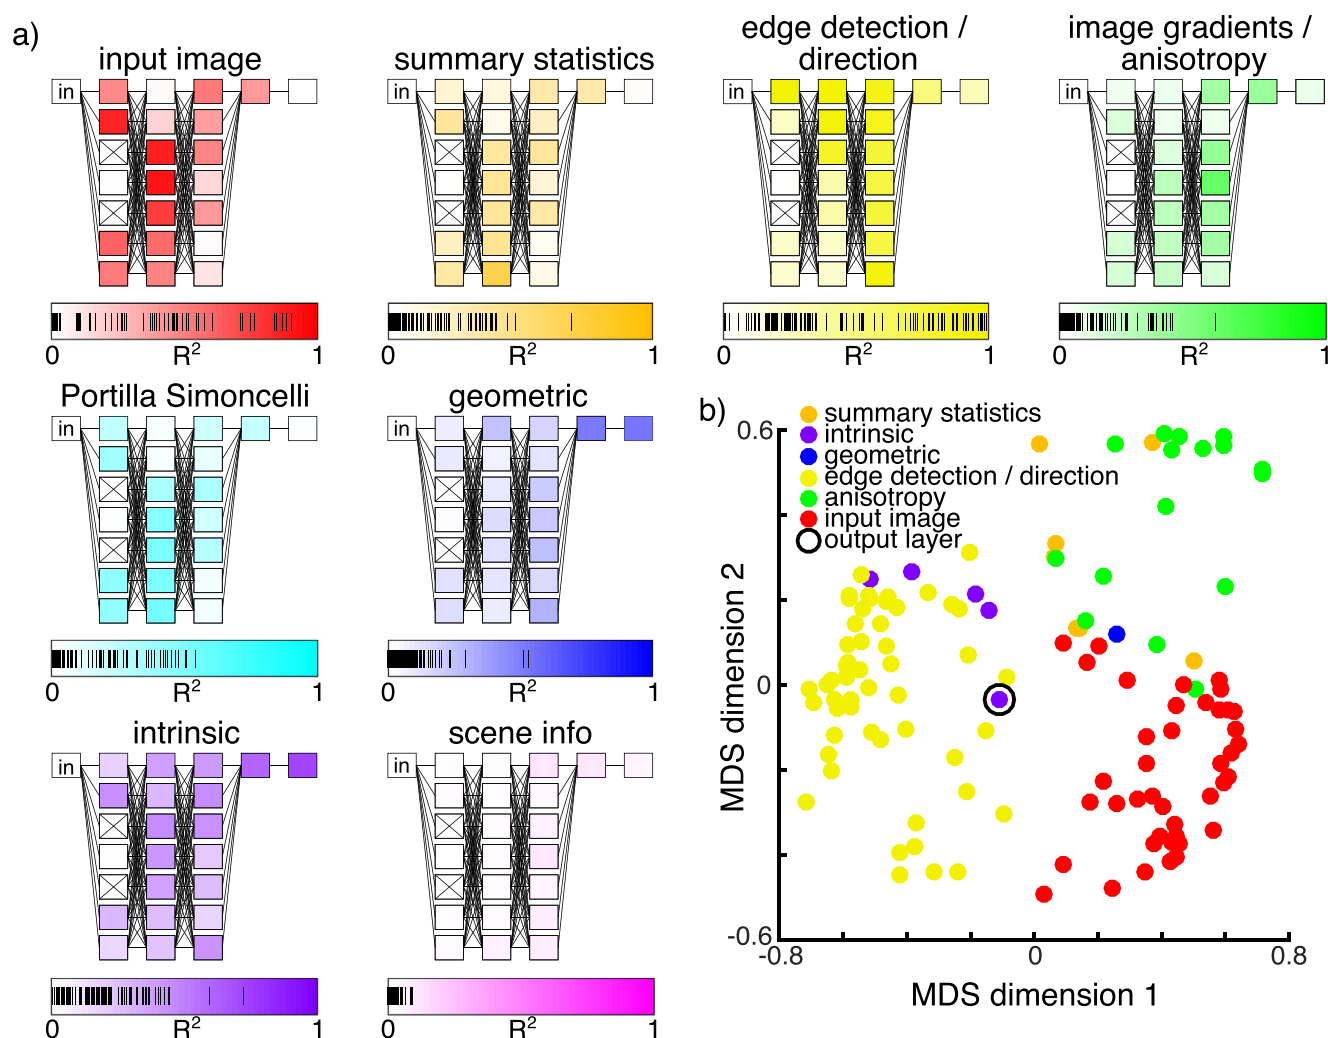 a)
input image
in
0 R² 1
summary statistics
in
0 R² 1
edge detection /
direction
in
0 R² 1
image gradients /
anisotropy
in
0 R² 1
Portilla Simoncelli
in
0 R² 1
geometric
in
0 R² 1
intrinsic
in
0 R² 1
scene info
in
0 R² 1
b)
summary statistics
intrinsic
geometric
edge detection / direction
anisotropy
input image
output layer
0.6
0
-0.6
MDS dimension 2
-0.8 0 0.8
MDS dimension 1